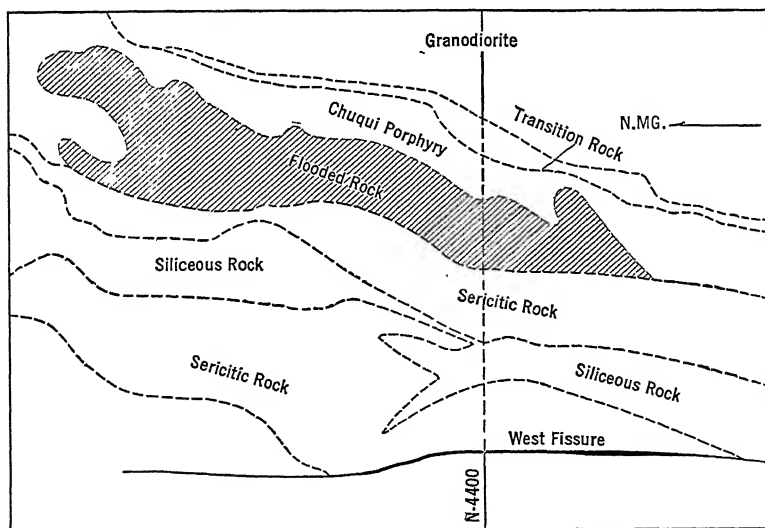 Granodiorite
Chuqui Porphyry
Transition Rock
N.MG.
Flooded Rock
Siliceous Rock
Sericitic Rock
Sericitic Rock
Siliceous Rock
West Fissure
N-4400